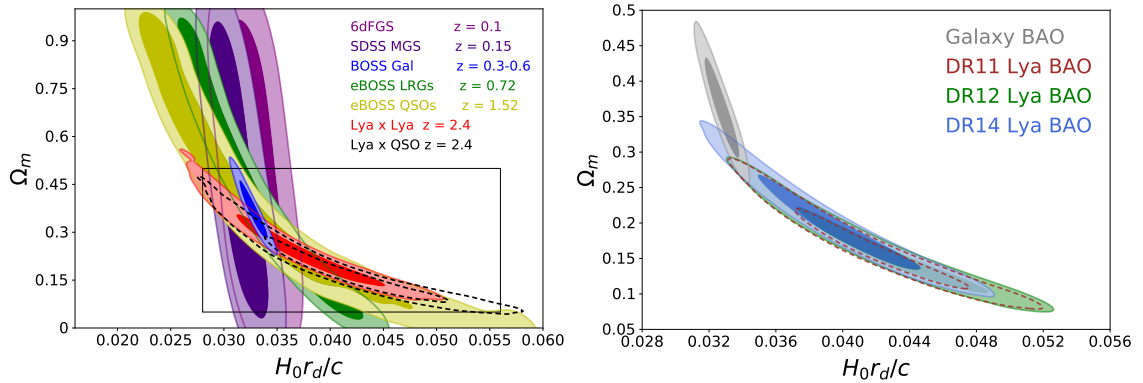 6dFGS z = 0.1
SDSS MGS z = 0.15
BOSS Gal z = 0.3-0.6
eBOSS LRGs z = 0.72
eBOSS QSOs z = 1.52
Lya x Lya z = 2.4
Lya x QSO z = 2.4
0.90
0.75
0.60
0.45
0.30
0.15
0
Ωm
0.020 0.025 0.030 0.035 0.040 0.045 0.050 0.055 0.060
H0rd/c
Galaxy BAO
DR11 Lya BAO
DR12 Lya BAO
DR14 Lya BAO
0.5
0.45
0.4
0.35
0.3
0.25
0.2
0.15
0.1
0.05
Ωm
0.028 0.032 0.036 0.040 0.044 0.048 0.052 0.056
H0rd/c